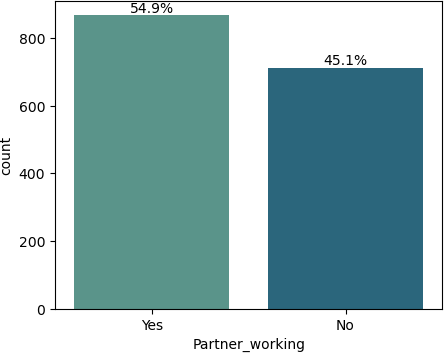 54.9%
45.1%
800
600
400
200
0
count
Yes No
Partner_working